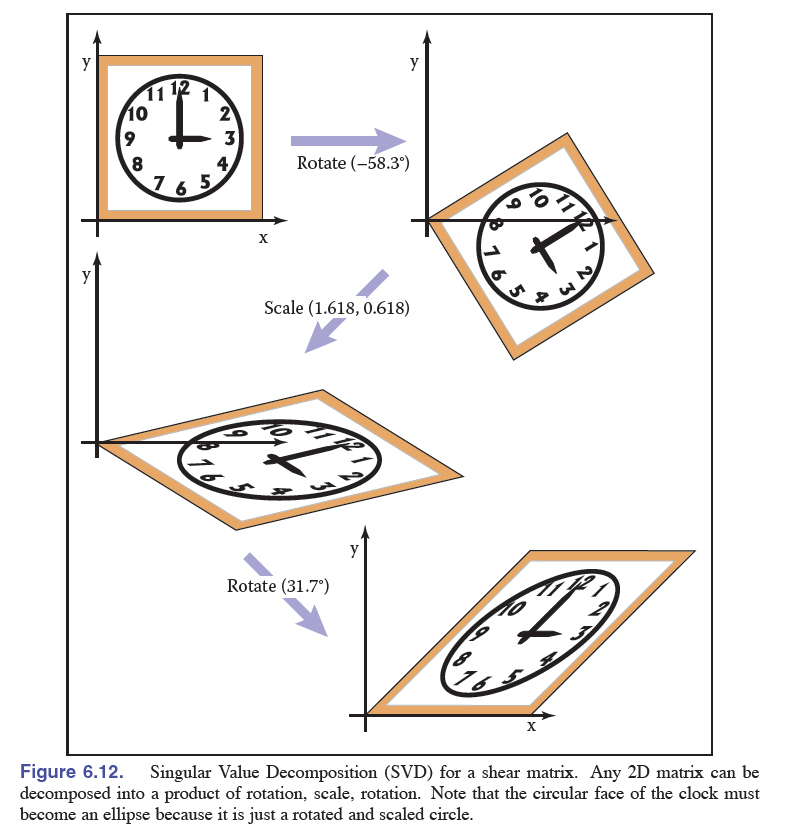 y
11 12 1
10 2
9 3
8 4
7 6 5
x
Rotate (–58.3°)
y
9 10 11 12
8 1
7 2
6 5 4 3
Scale (1.618, 0.618)
y
9 10 11 12
8 1
7 2
6 5 4 3
Rotate (31.7°)
y
11 12 1
10 2
9 3
8 4
7 6 5
x
Figure 6.12. Singular Value Decomposition (SVD) for a shear matrix. Any 2D matrix can be
decomposed into a product of rotation, scale, rotation. Note that the circular face of the clock must
become an ellipse because it is just a rotated and scaled circle.